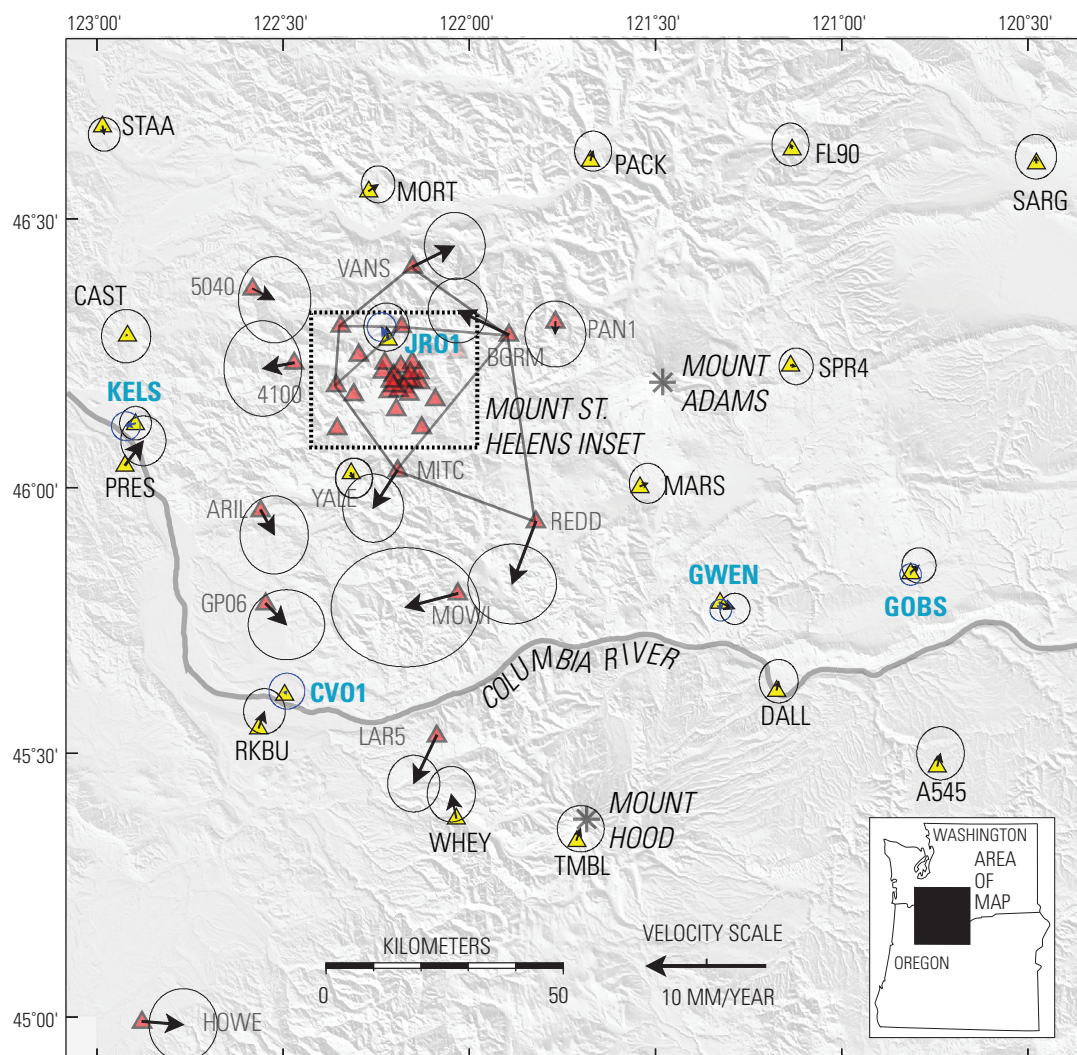 123°00'
122°30'
122°00'
121°30'
121°00'
120°30'
STAA
PACK
FL90
SARG
MORT
46°30'
VANS
5040
CAST
PAN1
JRO1
BGRM
4100
SPR4
MOUNT
ADAMS
KELS
MOUNT ST.
HELENS INSET
MITC
PRES
YALE
MARS
46°00'
ARIL
REDD
GWEN
GOBS
GP06
MOWI
COLUMBIA RIVER
CVO1
DALL
RKBU
LAR5
45°30'
A545
MOUNT
HOOD
WHEY
TMBL
WASHINGTON
AREA
OF
MAP
OREGON
KILOMETERS
0
50
VELOCITY SCALE
10 MM/YEAR
45°00'
HOWE